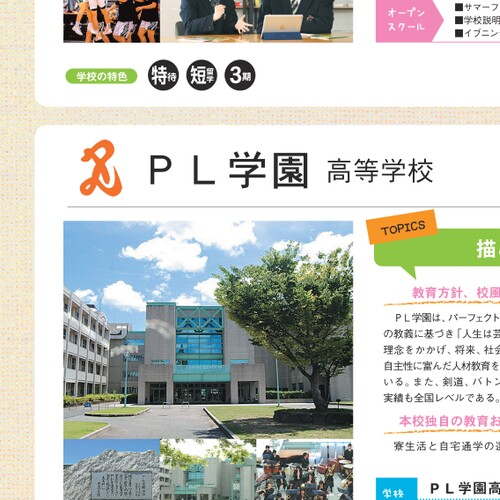 オープン
スクール
■サマーフ
■学校説明
■イブニン
学校の特色
特待
短留学
3期
PL学園 高等学校
TOPICS
描
教育方針、校風
PL学園は、パーフェクト
の教義に基づき「人生は芸
理念をかかげ、将来、社会
自主性に富んだ人材教育を
いる。また、剣道、バトン
実績も全国レベルである。
本校独自の教育お
寮生活と自宅通学の選
学校
PL学園高